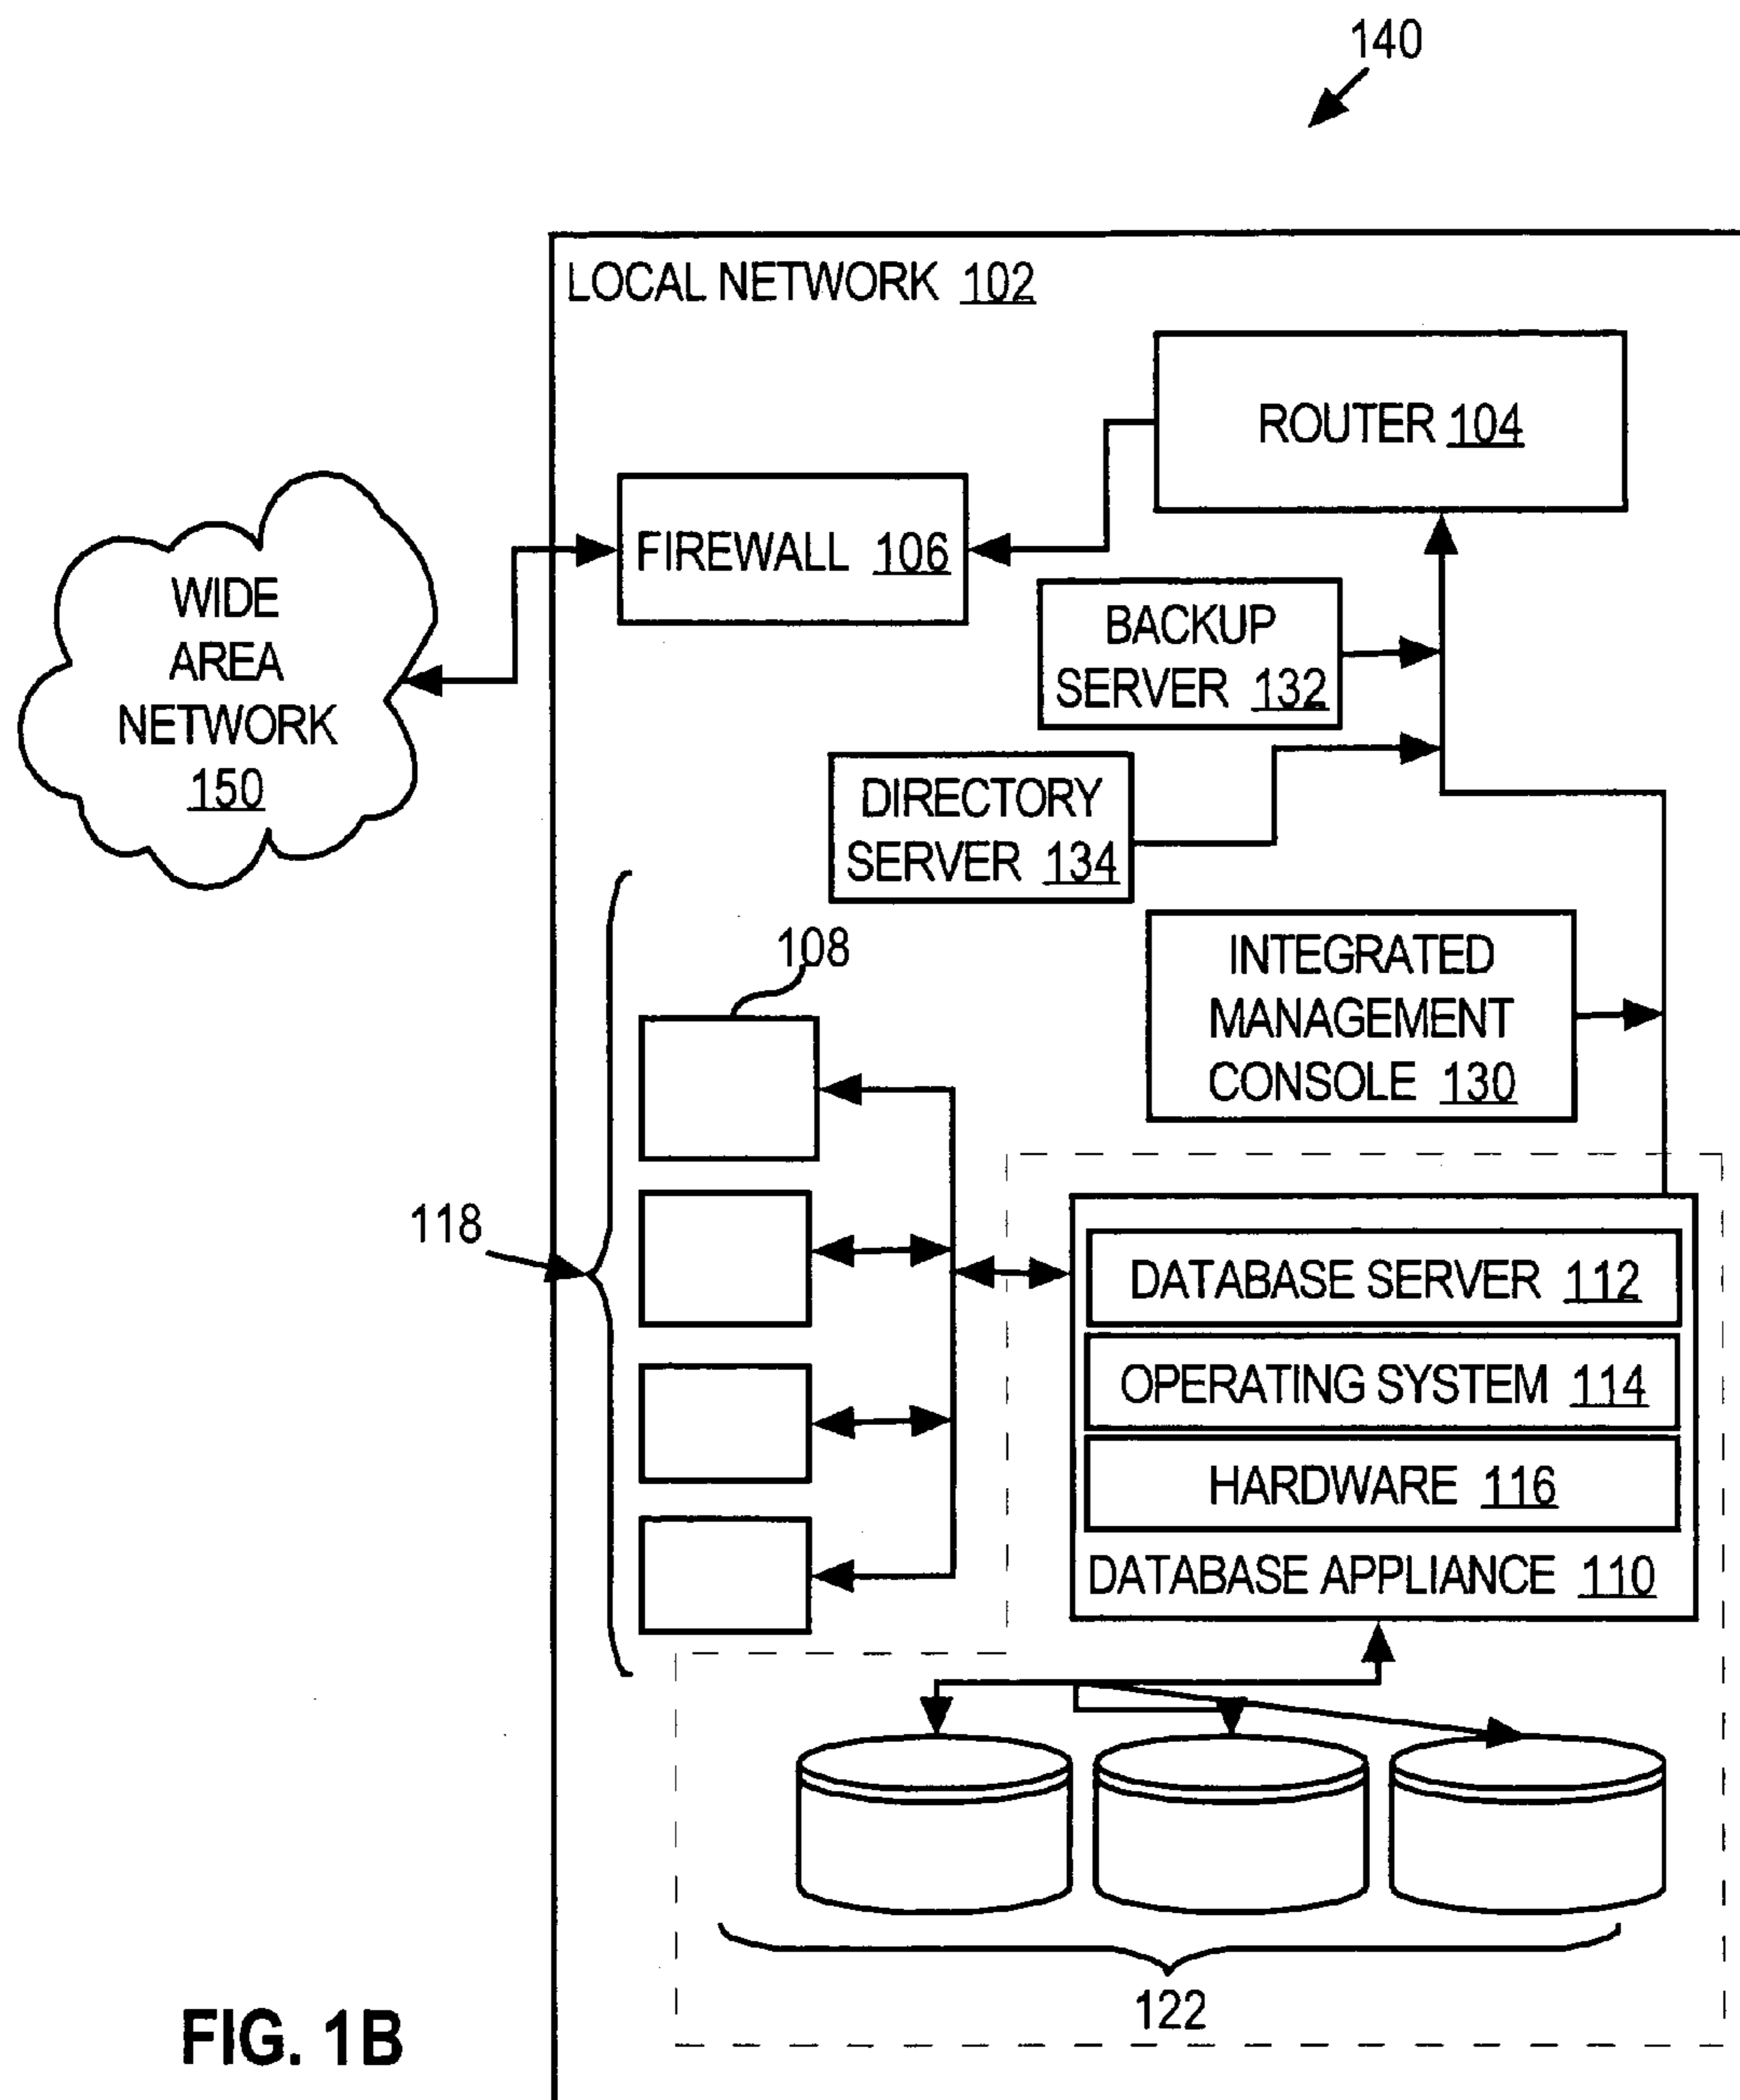 140
LOCAL NETWORK 102
ROUTER 104
FIREWALL 106
WIDE
AREA
NETWORK
150
BACKUP
SERVER 132
DIRECTORY
SERVER 134
108
INTEGRATED
MANAGEMENT
CONSOLE 130
118
DATABASE SERVER 112
OPERATING SYSTEM 114
HARDWARE 116
DATABASE APPLIANCE 110
122
FIG. 1B